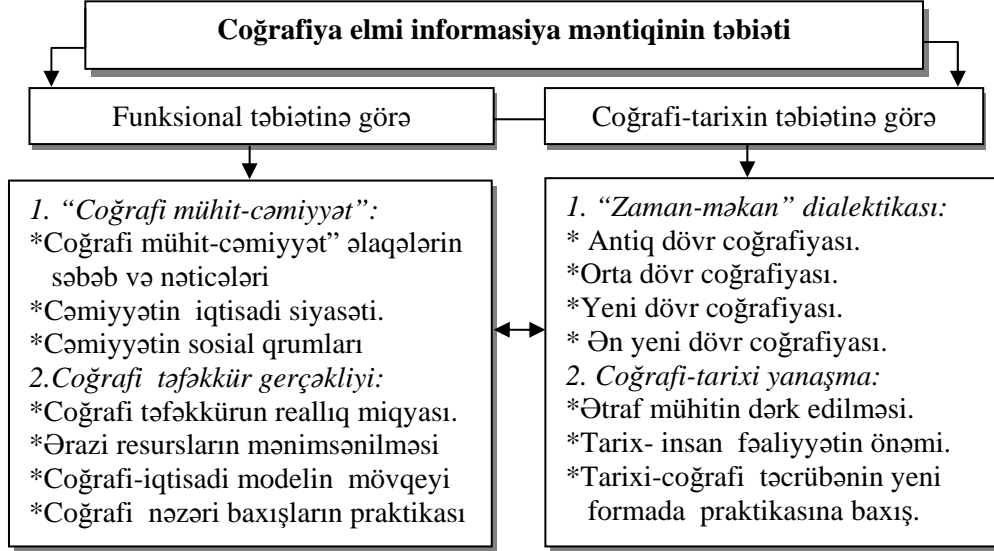 Coğrafiya elmi informasiya məntiqinin təbiəti
Funksional təbiətinə görə
Coğrafi-tarixin təbiətinə görə
1. “Coğrafi mühit-cəmiyyət”:
*Coğrafi mühit-cəmiyyət” əlaqələrin
səbəb və nəticələri
*Cəmiyyətin iqtisadi siyasəti.
*Cəmiyyətin sosial qrumları
2.Coğrafi təfəkkür gerçəkliyi:
*Coğrafi təfəkkürun reallıq miqyası.
*Ərazi resursların mənimsənilməsi
*Coğrafi-iqtisadi modelin mövqeyi
*Coğrafi nəzəri baxışların praktikası
1. “Zaman-məkan” dialektikası:
* Antiq dövr coğrafiyası.
*Orta dövr coğrafiyası.
*Yeni dövr coğrafiyası.
* Ən yeni dövr coğrafiyası.
2. Coğrafi-tarixi yanaşma:
*Ətraf mühitin dərk edilməsi.
*Tarix- insan fəaliyyətin önəmi.
*Tarixi-coğrafi təcrübənin yeni
formada praktikasına baxış.